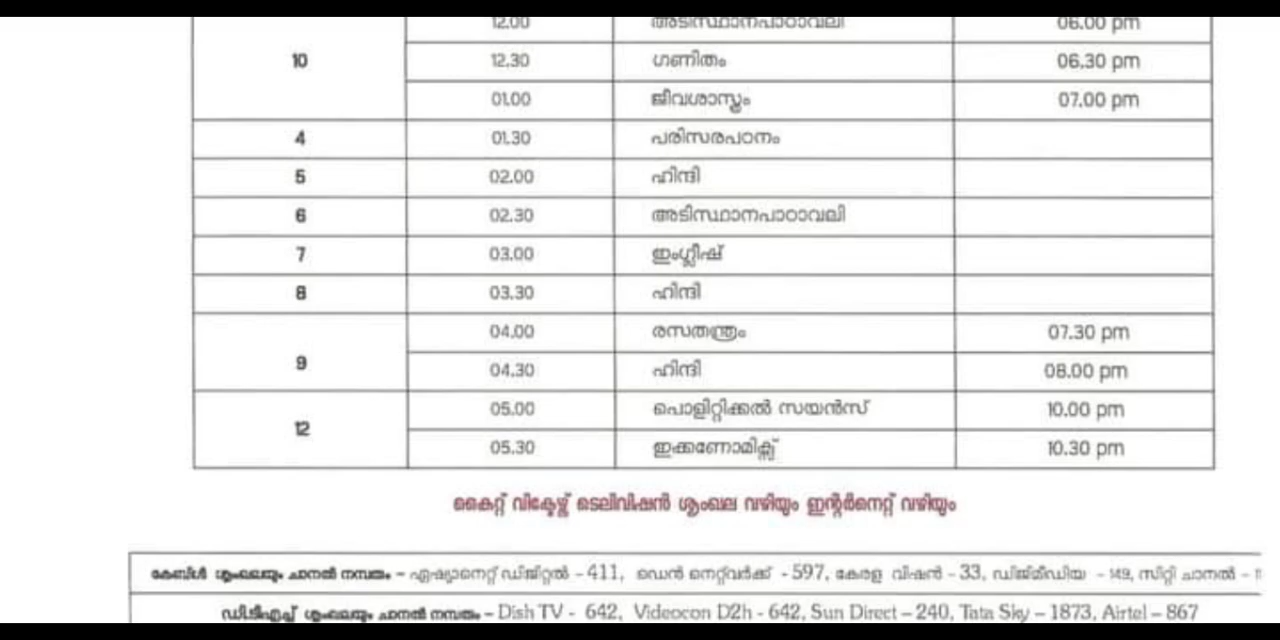 12.00 അടിസ്ഥാനപാഠാവലി 06.00 pm
10 12.30 ഗണിതം 06.30 pm
01.00 ജീവശാസ്ത്രം 07.00 pm
4 01.30 പരിസരപഠനം
5 02.00 ഹിന്ദി
6 02.30 അടിസ്ഥാനപാഠാവലി
7 03.00 ഇംഗ്ലീഷ്
8 03.30 ഹിന്ദി
04.00 രസതന്ത്രം 07.30 pm
9 04.30 ഹിന്ദി 08.00 pm
12 05.00 പൊളിറ്റിക്കൽ സയൻസ് 10.00 pm
05.30 ഇക്കണോമിക്സ് 10.30 pm
കൈറ്റ് വിക്ടേഴ്സ് ടെലിവിഷൻ ശൃംഖല വഴിയും ഇന്റർനെറ്റ് വഴിയും
കേബിൾ ശൃംഖലയും ചാനൽ നമ്പരും – ഏഷ്യാനെറ്റ് ഡിജിറ്റൽ – 411, ഡെൻ നെറ്റ്‌വർക്ക് - 597, കേരള വിഷൻ – 33, ഡിജിമീഡിയ – 149, സിറ്റി ചാനൽ –
ഡിടിഎച്ച് ശൃംഖലയും ചാനൽ നമ്പരും – Dish TV - 642, Videocon D2h - 642, Sun Direct – 240, Tata Sky – 1873, Airtel – 867